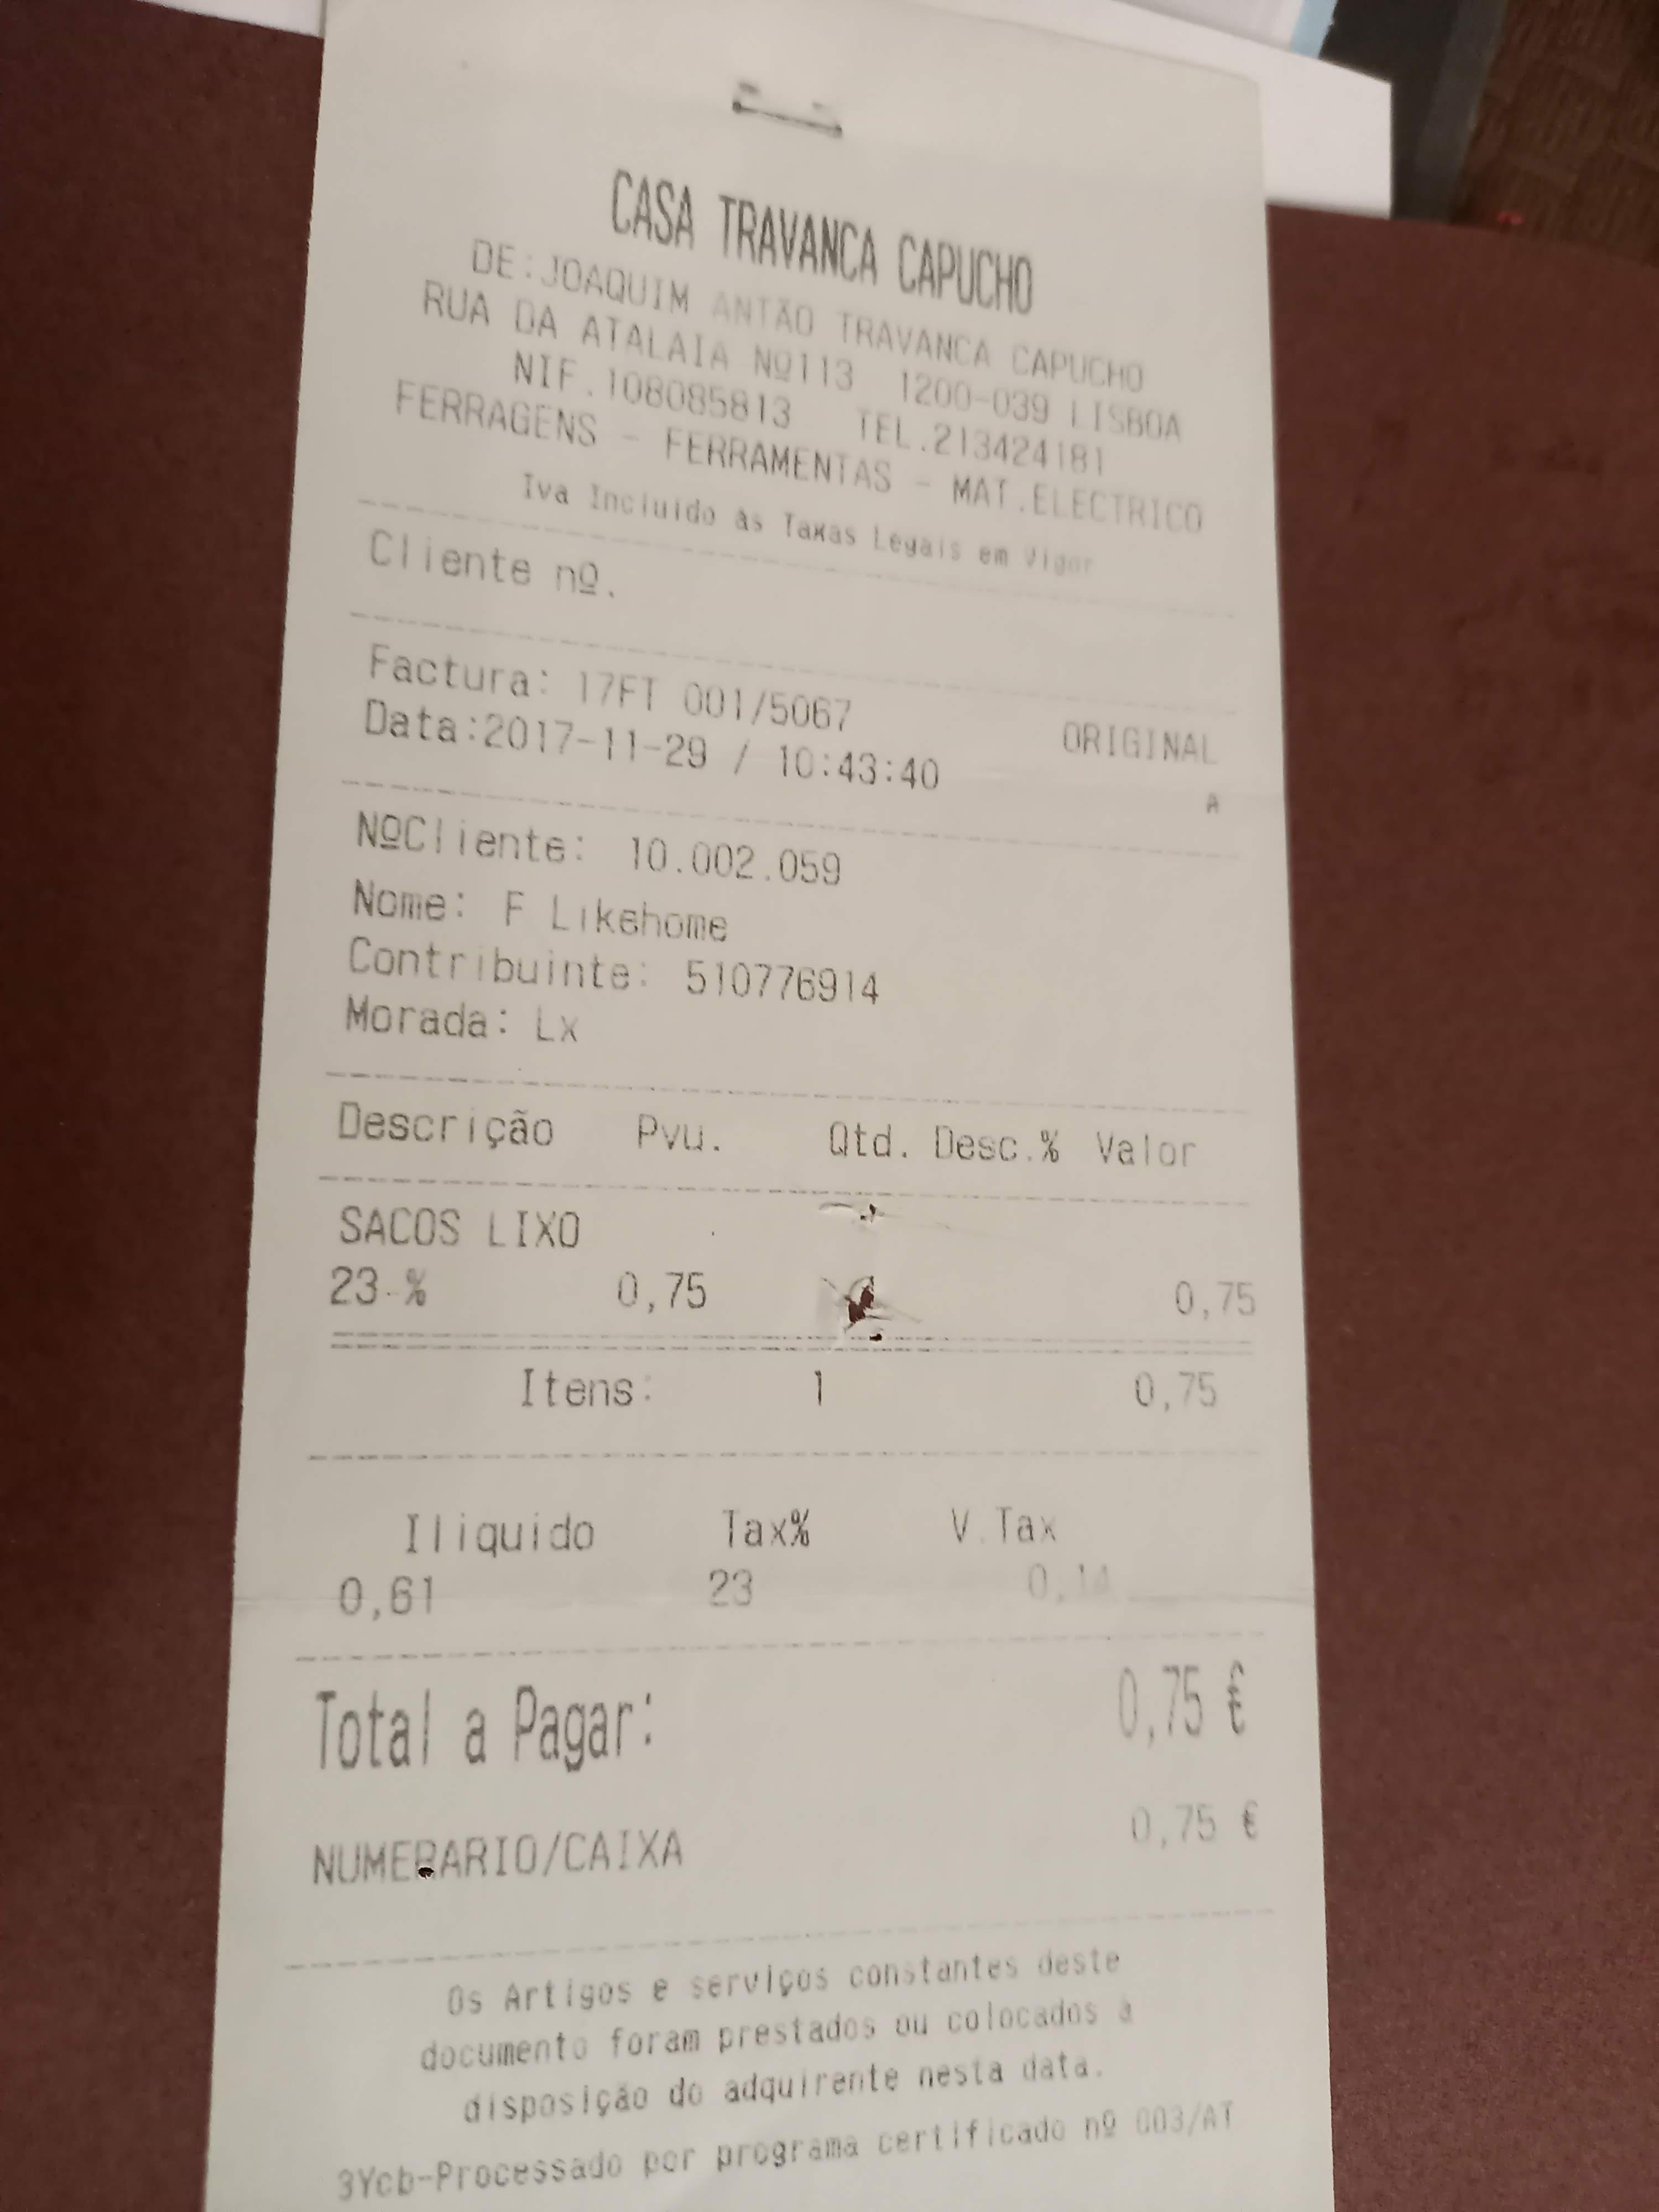 CASA TRAVANCA CAPUCHO
DE:JOAQUIM ANTÃO TRAVANCA CAPUCHO
RUA DA ATALAIA Nº113 1200-039 LISBOA
NIF.108085813 TEL.213424181
FERRAGENS - FERRAMENTAS - MAT.ELECTRICO
Iva Incluido às Taxas Legais em Vigor
Cliente nº.
Factura: 17FT 001/5067 ORIGINAL
Data:2017-11-29 / 10:43:40 A
NºCliente: 10.002.059
Nome: F Likehome
Contribuinte: 510776914
Morada: Lx
Descrição Pvu. Qtd. Desc.% Valor
SACOS LIXO
23 % 0,75 0,75
Itens: 1 0,75
Iliquido Tax% V.Tax
0,61 23 0,14
Total a Pagar: 0,75 €
NUMERARIO/CAIXA 0,75 €
Os Artigos e serviços constantes deste
documento foram prestados ou colocados à
disposição do adquirente nesta data.
3Ycb-Processado por programa certificado nº 003/AT